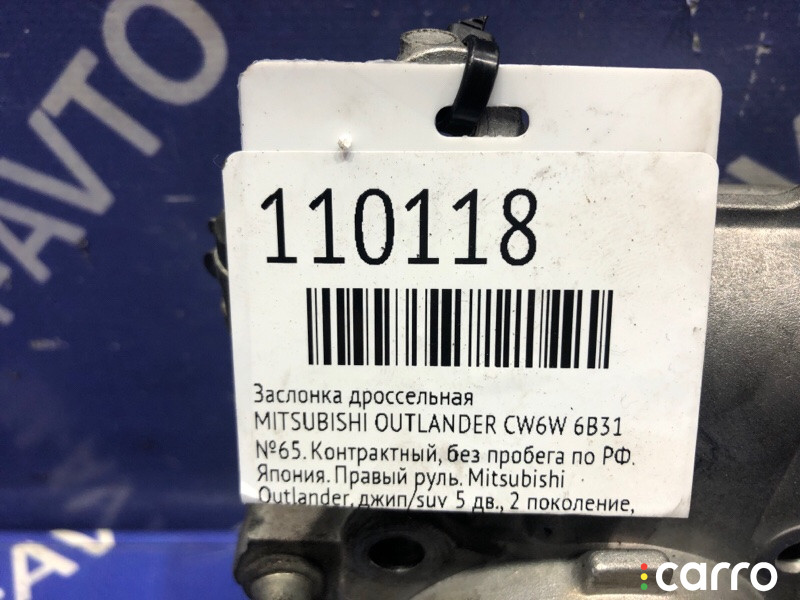 110118
Заслонка дроссельная
MITSUBISHI OUTLANDER CW6W 6B31
№65. Контрактный, без пробега по РФ.
Япония. Правый руль. Mitsubishi
Outlander, джип/suv 5 дв., 2 поколение,
carro